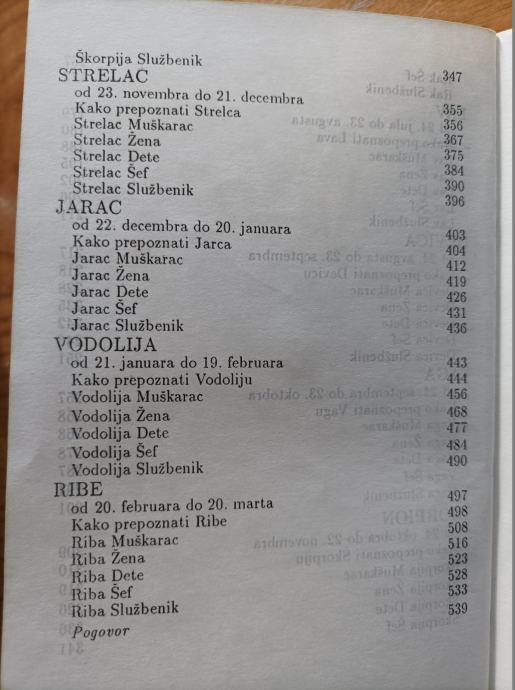 Škorpija Službenik 347
STRELAC
od 23. novembra do 21. decembra 355
Kako prepoznati Strelca 356
Strelac Muškarac 367
Strelac Žena 375
Strelac Dete 384
Strelac Šef 390
Strelac Službenik 396
JARAC
od 22. decembra do 20. januara 403
Kako prepoznati Jarca 404
Jarac Muškarac 412
Jarac Žena 419
Jarac Dete 426
Jarac Šef 431
Jarac Službenik 436
VODOLIJA
od 21. januara do 19. februara 443
Kako prepoznati Vodoliju 444
Vodolija Muškarac 456
Vodolija Žena 468
Vodolija Dete 477
Vodolija Šef 484
Vodolija Službenik 490
RIBE
od 20. februara do 20. marta 497
Kako prepoznati Ribe 498
Riba Muškarac 508
Riba Žena 516
Riba Dete 523
Riba Šef 528
Riba Službenik 533
Pogovor 539